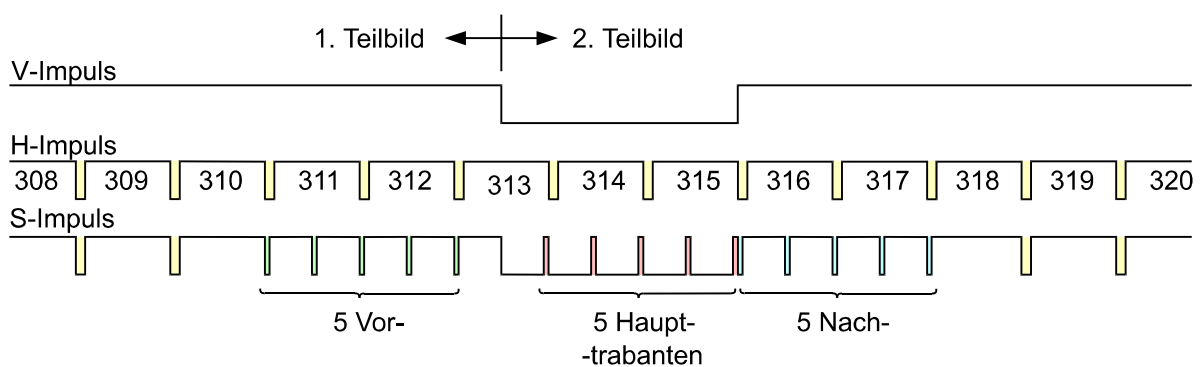 1. Teilbild 2. Teilbild
V-Impuls
H-Impuls
308 309 310 311 312 313 314 315 316 317 318 319 320
S-Impuls
5 Vor- 5 Haupt- 5 Nach-
-trabanten